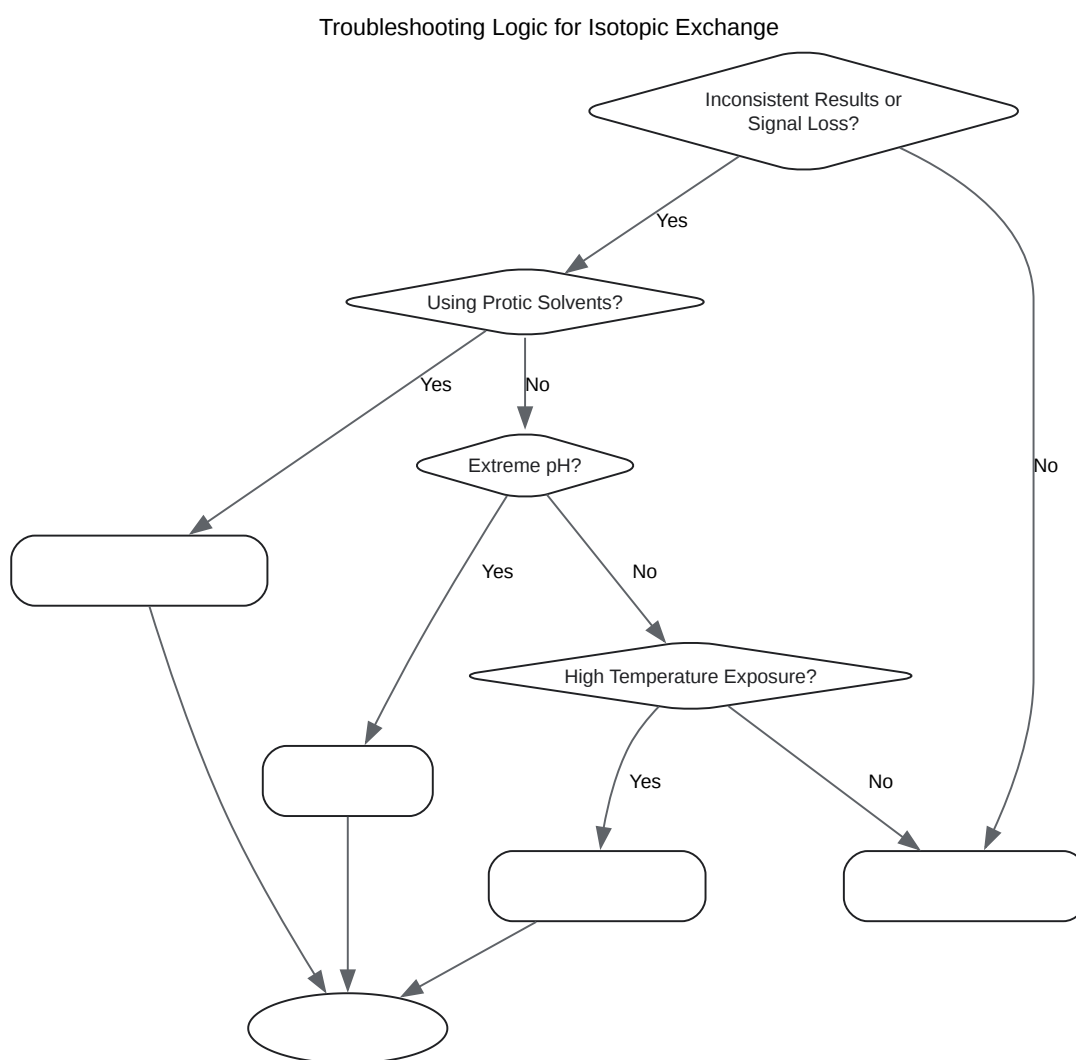 Troubleshooting Logic for Isotopic Exchange
Inconsistent Results or
Signal Loss?
Yes
Using Protic Solvents?
Yes
No
Extreme pH?
No
Yes
No
High Temperature Exposure?
Yes
No